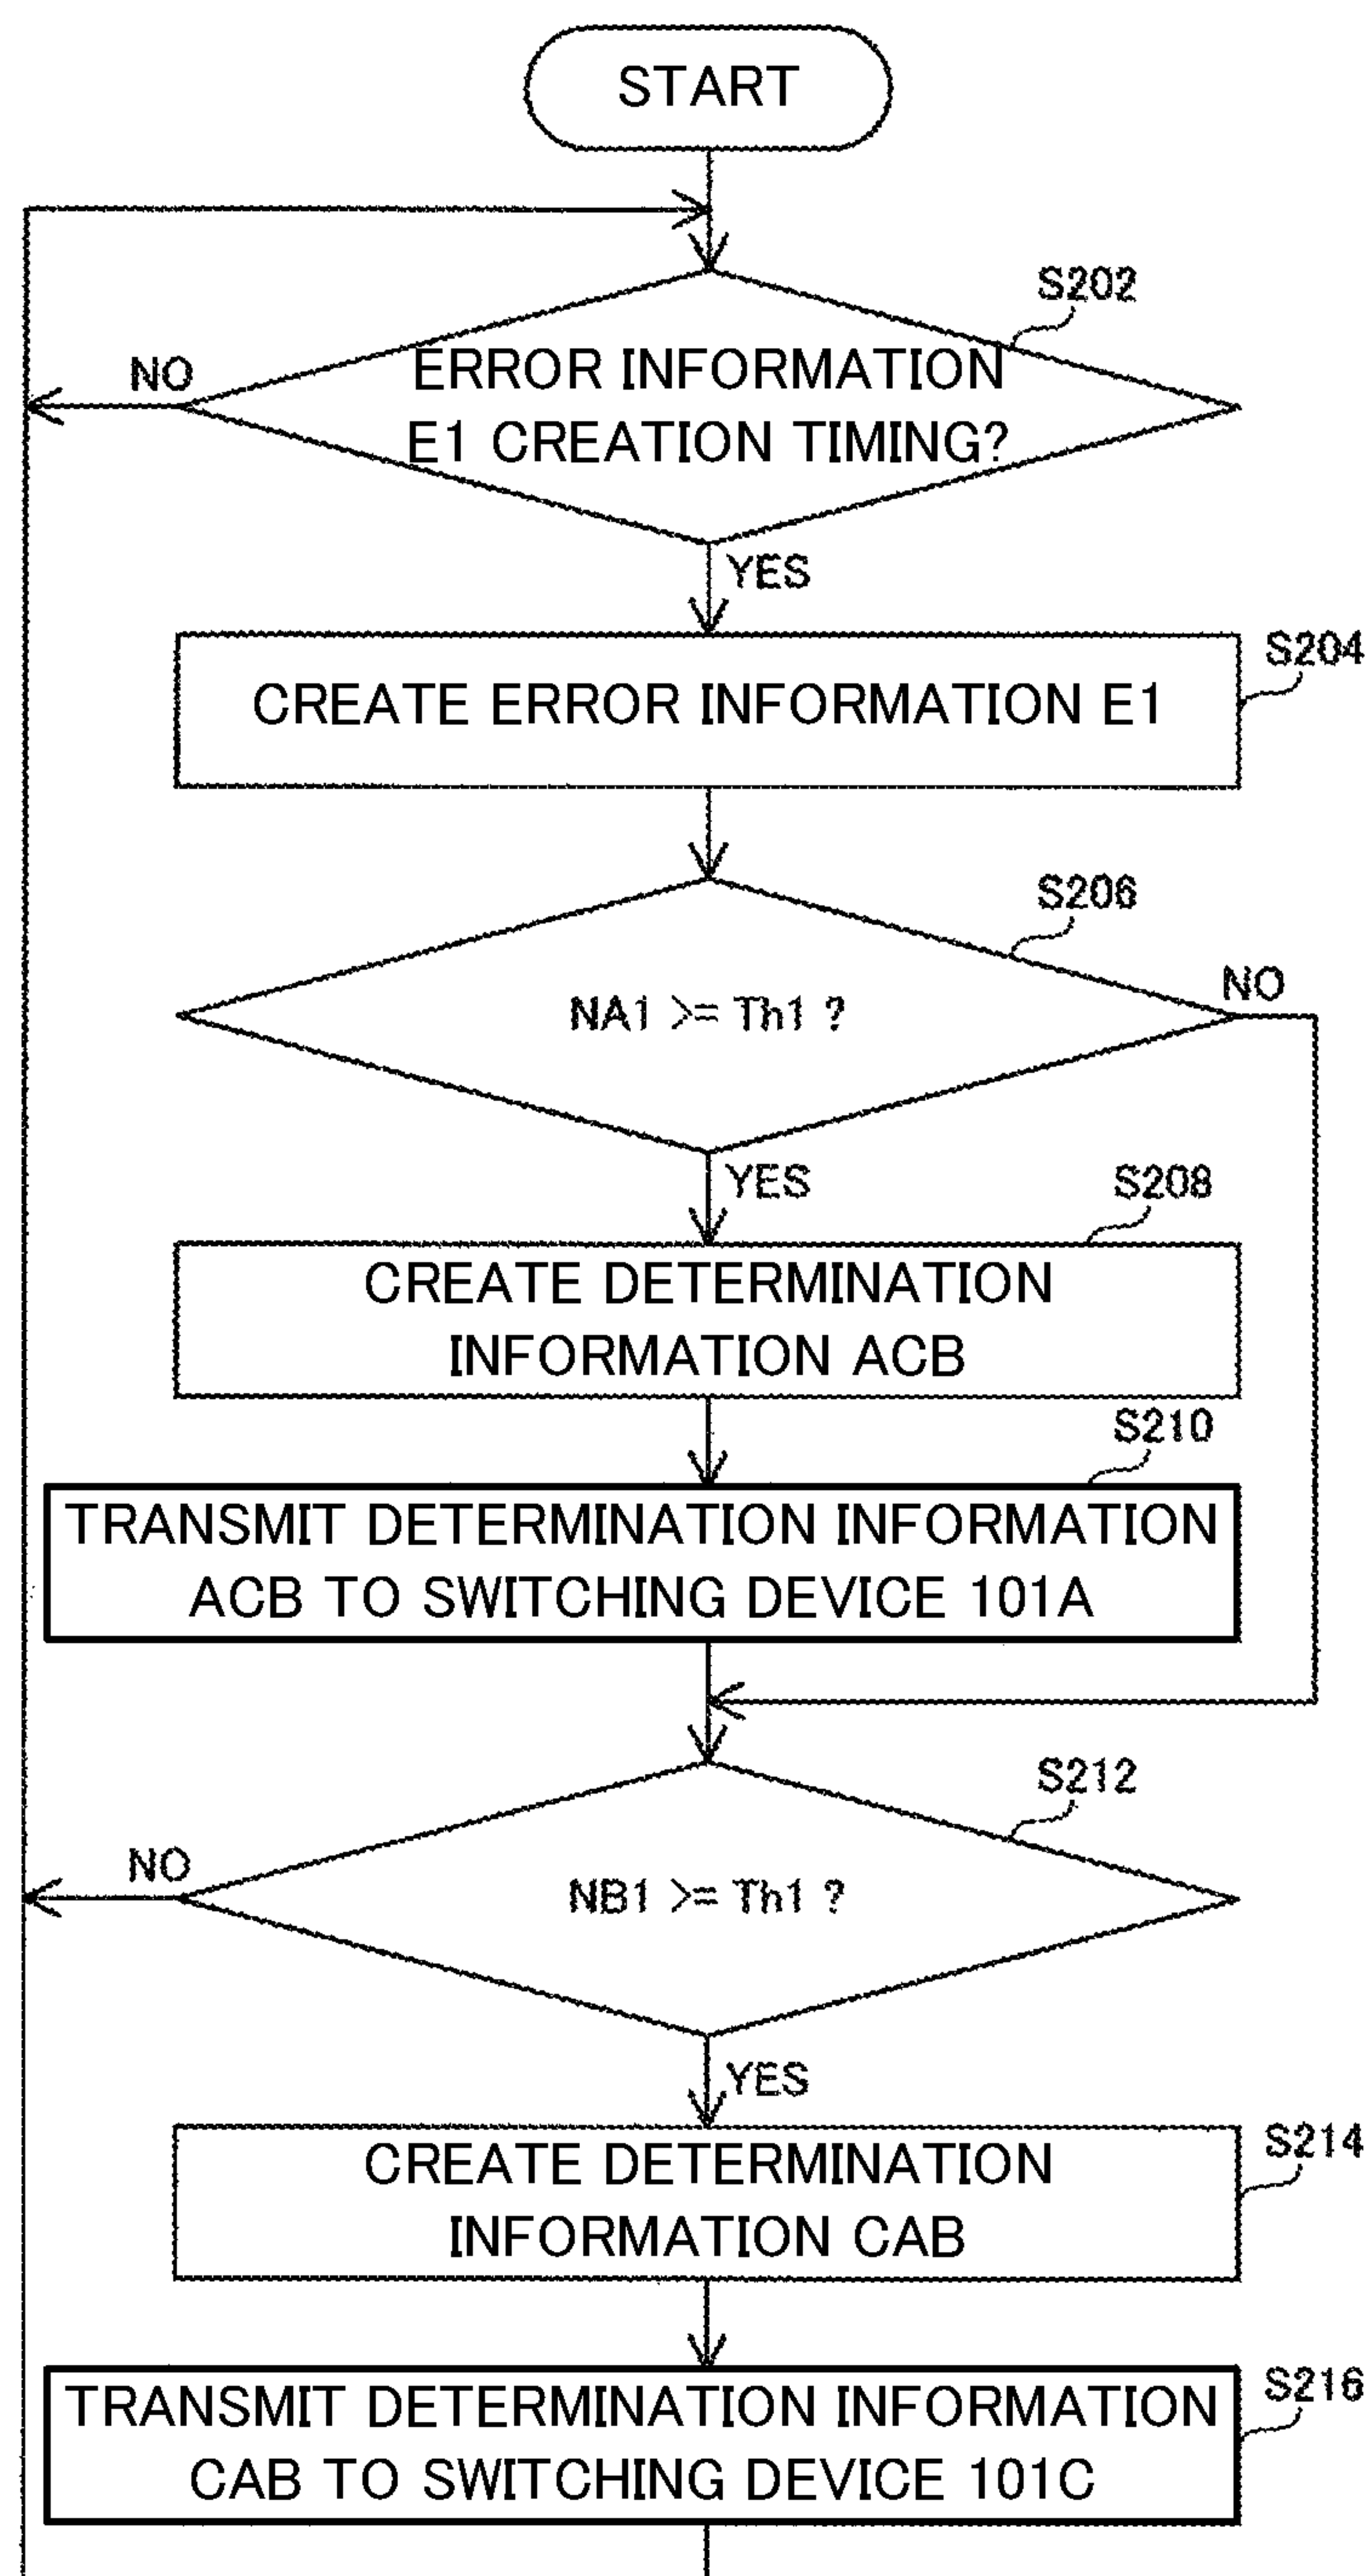 START
S202
NO
ERROR INFORMATION
E1 CREATION TIMING?
YES
S204
CREATE ERROR INFORMATION E1
S206
NO
NA1 >= Th1 ?
YES
S208
CREATE DETERMINATION
INFORMATION ACB
S210
TRANSMIT DETERMINATION INFORMATION
ACB TO SWITCHING DEVICE 101A
S212
NO
NB1 >= Th1 ?
YES
S214
CREATE DETERMINATION
INFORMATION CAB
S216
TRANSMIT DETERMINATION INFORMATION
CAB TO SWITCHING DEVICE 101C